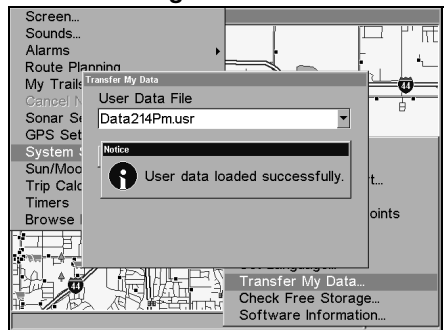 Screen...
Sounds...
Alarms
Route Planning
My Trails
Cancel
Sonar
GPS
System
Sun/Moo
Trip Calc
Timers
Browse
Transfer My Data
User Data File
Data214Pm.usr
Notice
User data loaded successfully.
44
44
t...
oints
Transfer My Data...
Check Free Storage...
Software Information...